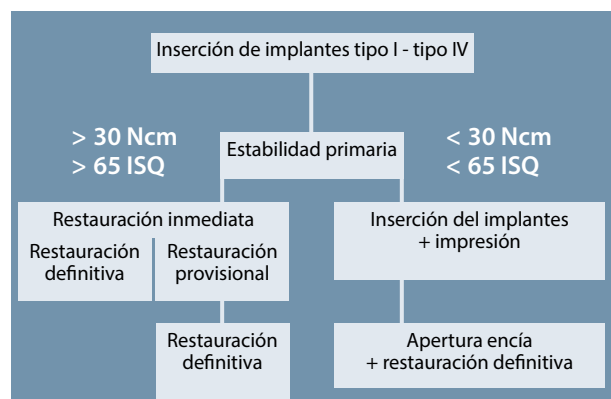 Inserción de implantes tipo I - tipo IV
> 30 Ncm
> 65 ISQ
Estabilidad primaria
< 30 Ncm
< 65 ISQ
Restauración inmediata
Restauración
definitiva
Restauración
provisional
Restauración
definitiva
Inserción del implantes
+ impresión
Apertura encía
+ restauración definitiva